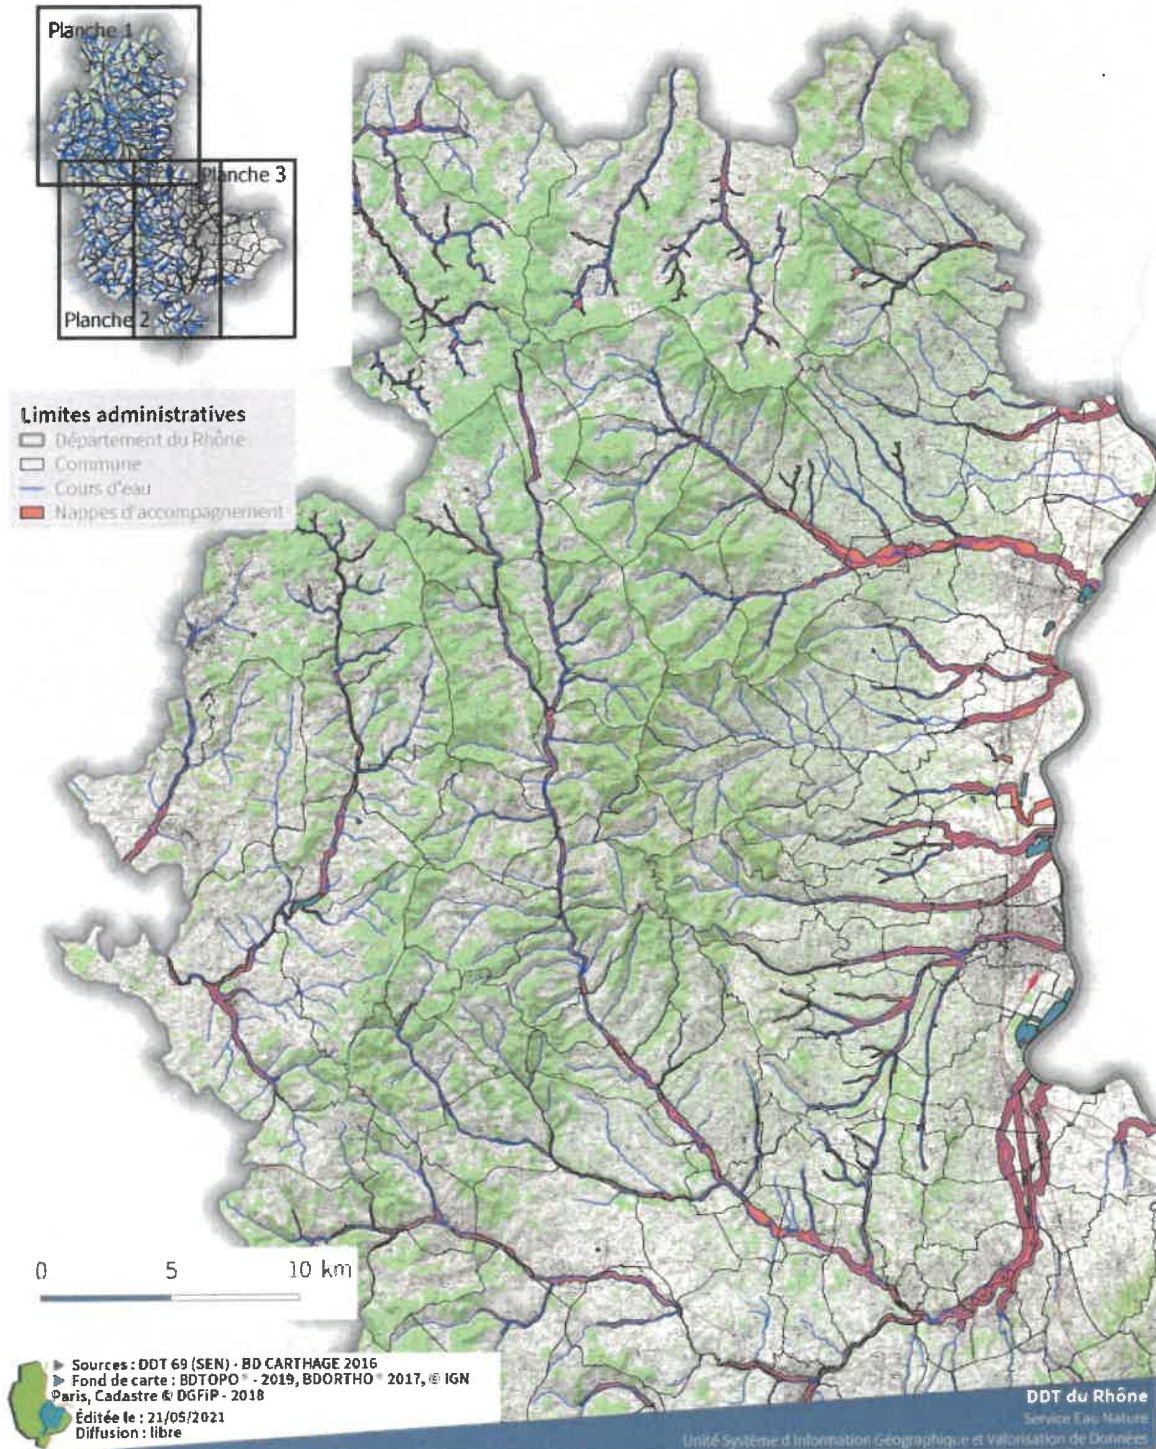 Planche 1
Planche 3
Planche 2
Limites administratives
Département du Rhône
Commune
Cours d'eau
Nappes d'accompagnement
0 5 10 km
Sources : DDT 69 (SEN) - BD CARTHAGE 2016
Fond de carte : BDTOPO® - 2019, BDORTHO® 2017, © IGN
Paris, Cadastre © DGFiP - 2018
Éditée le : 21/05/2021
Diffusion : libre
DDT du Rhône
Service Eau Nature
Unité Système d'Information Géographique et Valorisation de Données